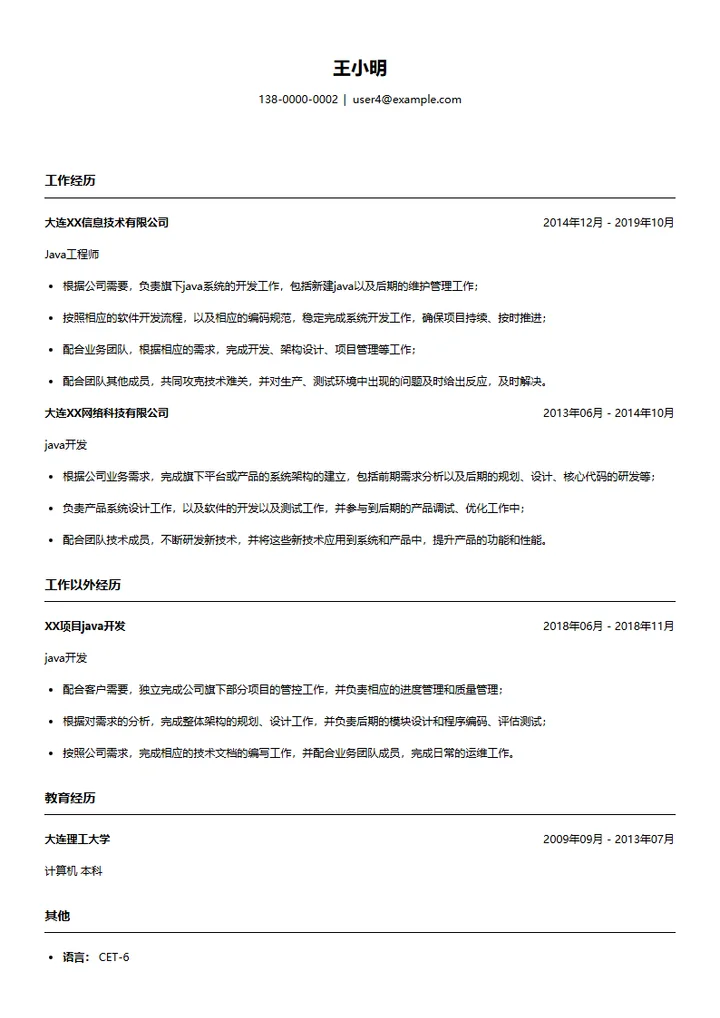 王小明
138-0000-0002 | user4@example.com
工作经历
大连XX信息技术有限公司 2014年12月 - 2019年10月
Java工程师
• 根据公司需要，负责旗下java系统的开发工作，包括新建java以及后期的维护管理工作；
• 按照相应的软件开发流程，以及相应的编码规范，稳定完成系统开发工作，确保项目持续、按时推进；
• 配合业务团队，根据相应的需求，完成开发、架构设计、项目管理等工作；
• 配合团队其他成员，共同攻克技术难关，并对生产、测试环境中出现的问题及时给出反应，及时解决。
大连XX网络科技有限公司 2013年06月 - 2014年10月
java开发
• 根据公司业务需求，完成旗下平台或产品的系统架构的建立，包括前期需求分析以及后期的规划、设计、核心代码的研发等；
• 负责产品系统设计工作，以及软件的开发以及测试工作，并参与到后期的产品调试、优化工作中；
• 配合团队技术成员，不断研发新技术，并将这些新技术应用到系统和产品中，提升产品的功能和性能。
工作以外经历
XX项目java开发 2018年06月 - 2018年11月
java开发
• 配合客户需要，独立完成公司旗下部分项目的管控工作，并负责相应的进度管理和质量管理；
• 根据对需求的分析，完成整体架构的规划、设计工作，并负责后期的模块设计和程序编码、评估测试；
• 按照公司需求，完成相应的技术文档的编写工作，并配合业务团队成员，完成日常的运维工作。
教育经历
大连理工大学 2009年09月 - 2013年07月
计算机 本科
其他
• 语言： CET-6